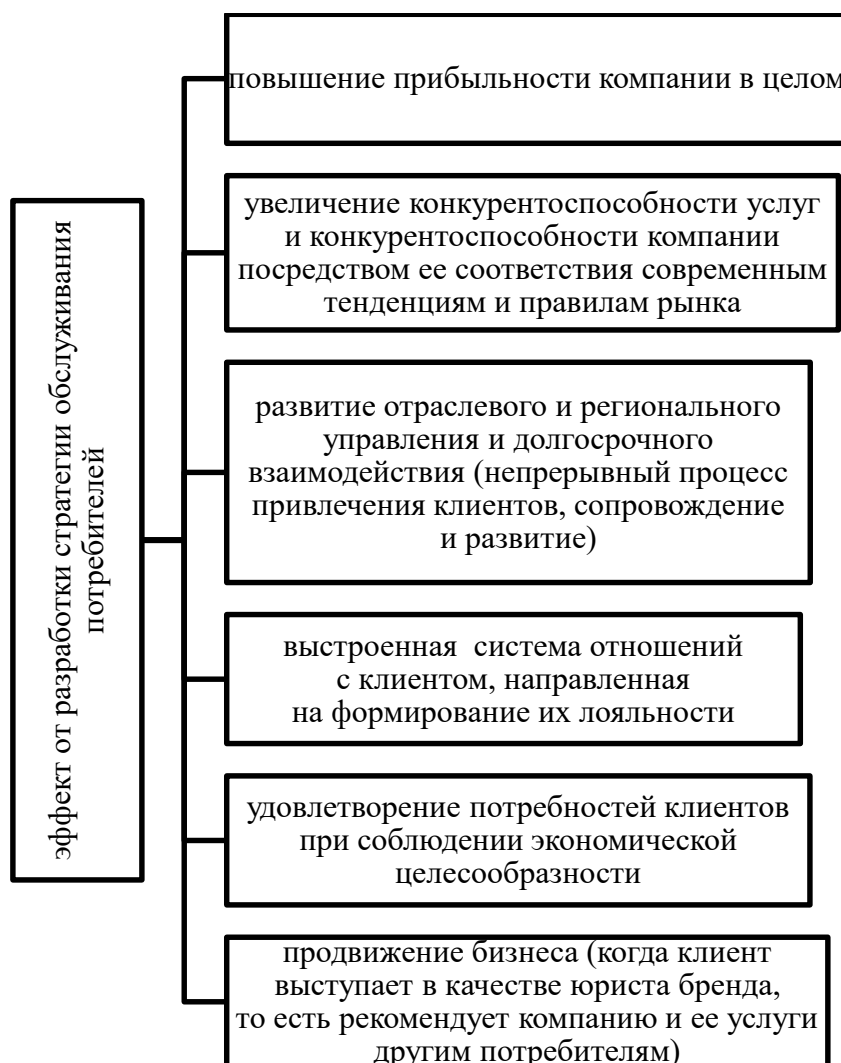 эффект от разработки стратегии обслуживания
потребителей
повышение прибыльности компании в целом
увеличение конкурентоспособности услуг
и конкурентоспособности компании
посредством ее соответствия современным
тенденциям и правилам рынка
развитие отраслевого и регионального
управления и долгосрочного
взаимодействия (непрерывный процесс
привлечения клиентов, сопровождение
и развитие)
выстроенная система отношений
с клиентом, направленная
на формирование их лояльности
удовлетворение потребностей клиентов
при соблюдении экономической
целесообразности
продвижение бизнеса (когда клиент
выступает в качестве юриста бренда,
то есть рекомендует компанию и ее услуги
другим потребителям)